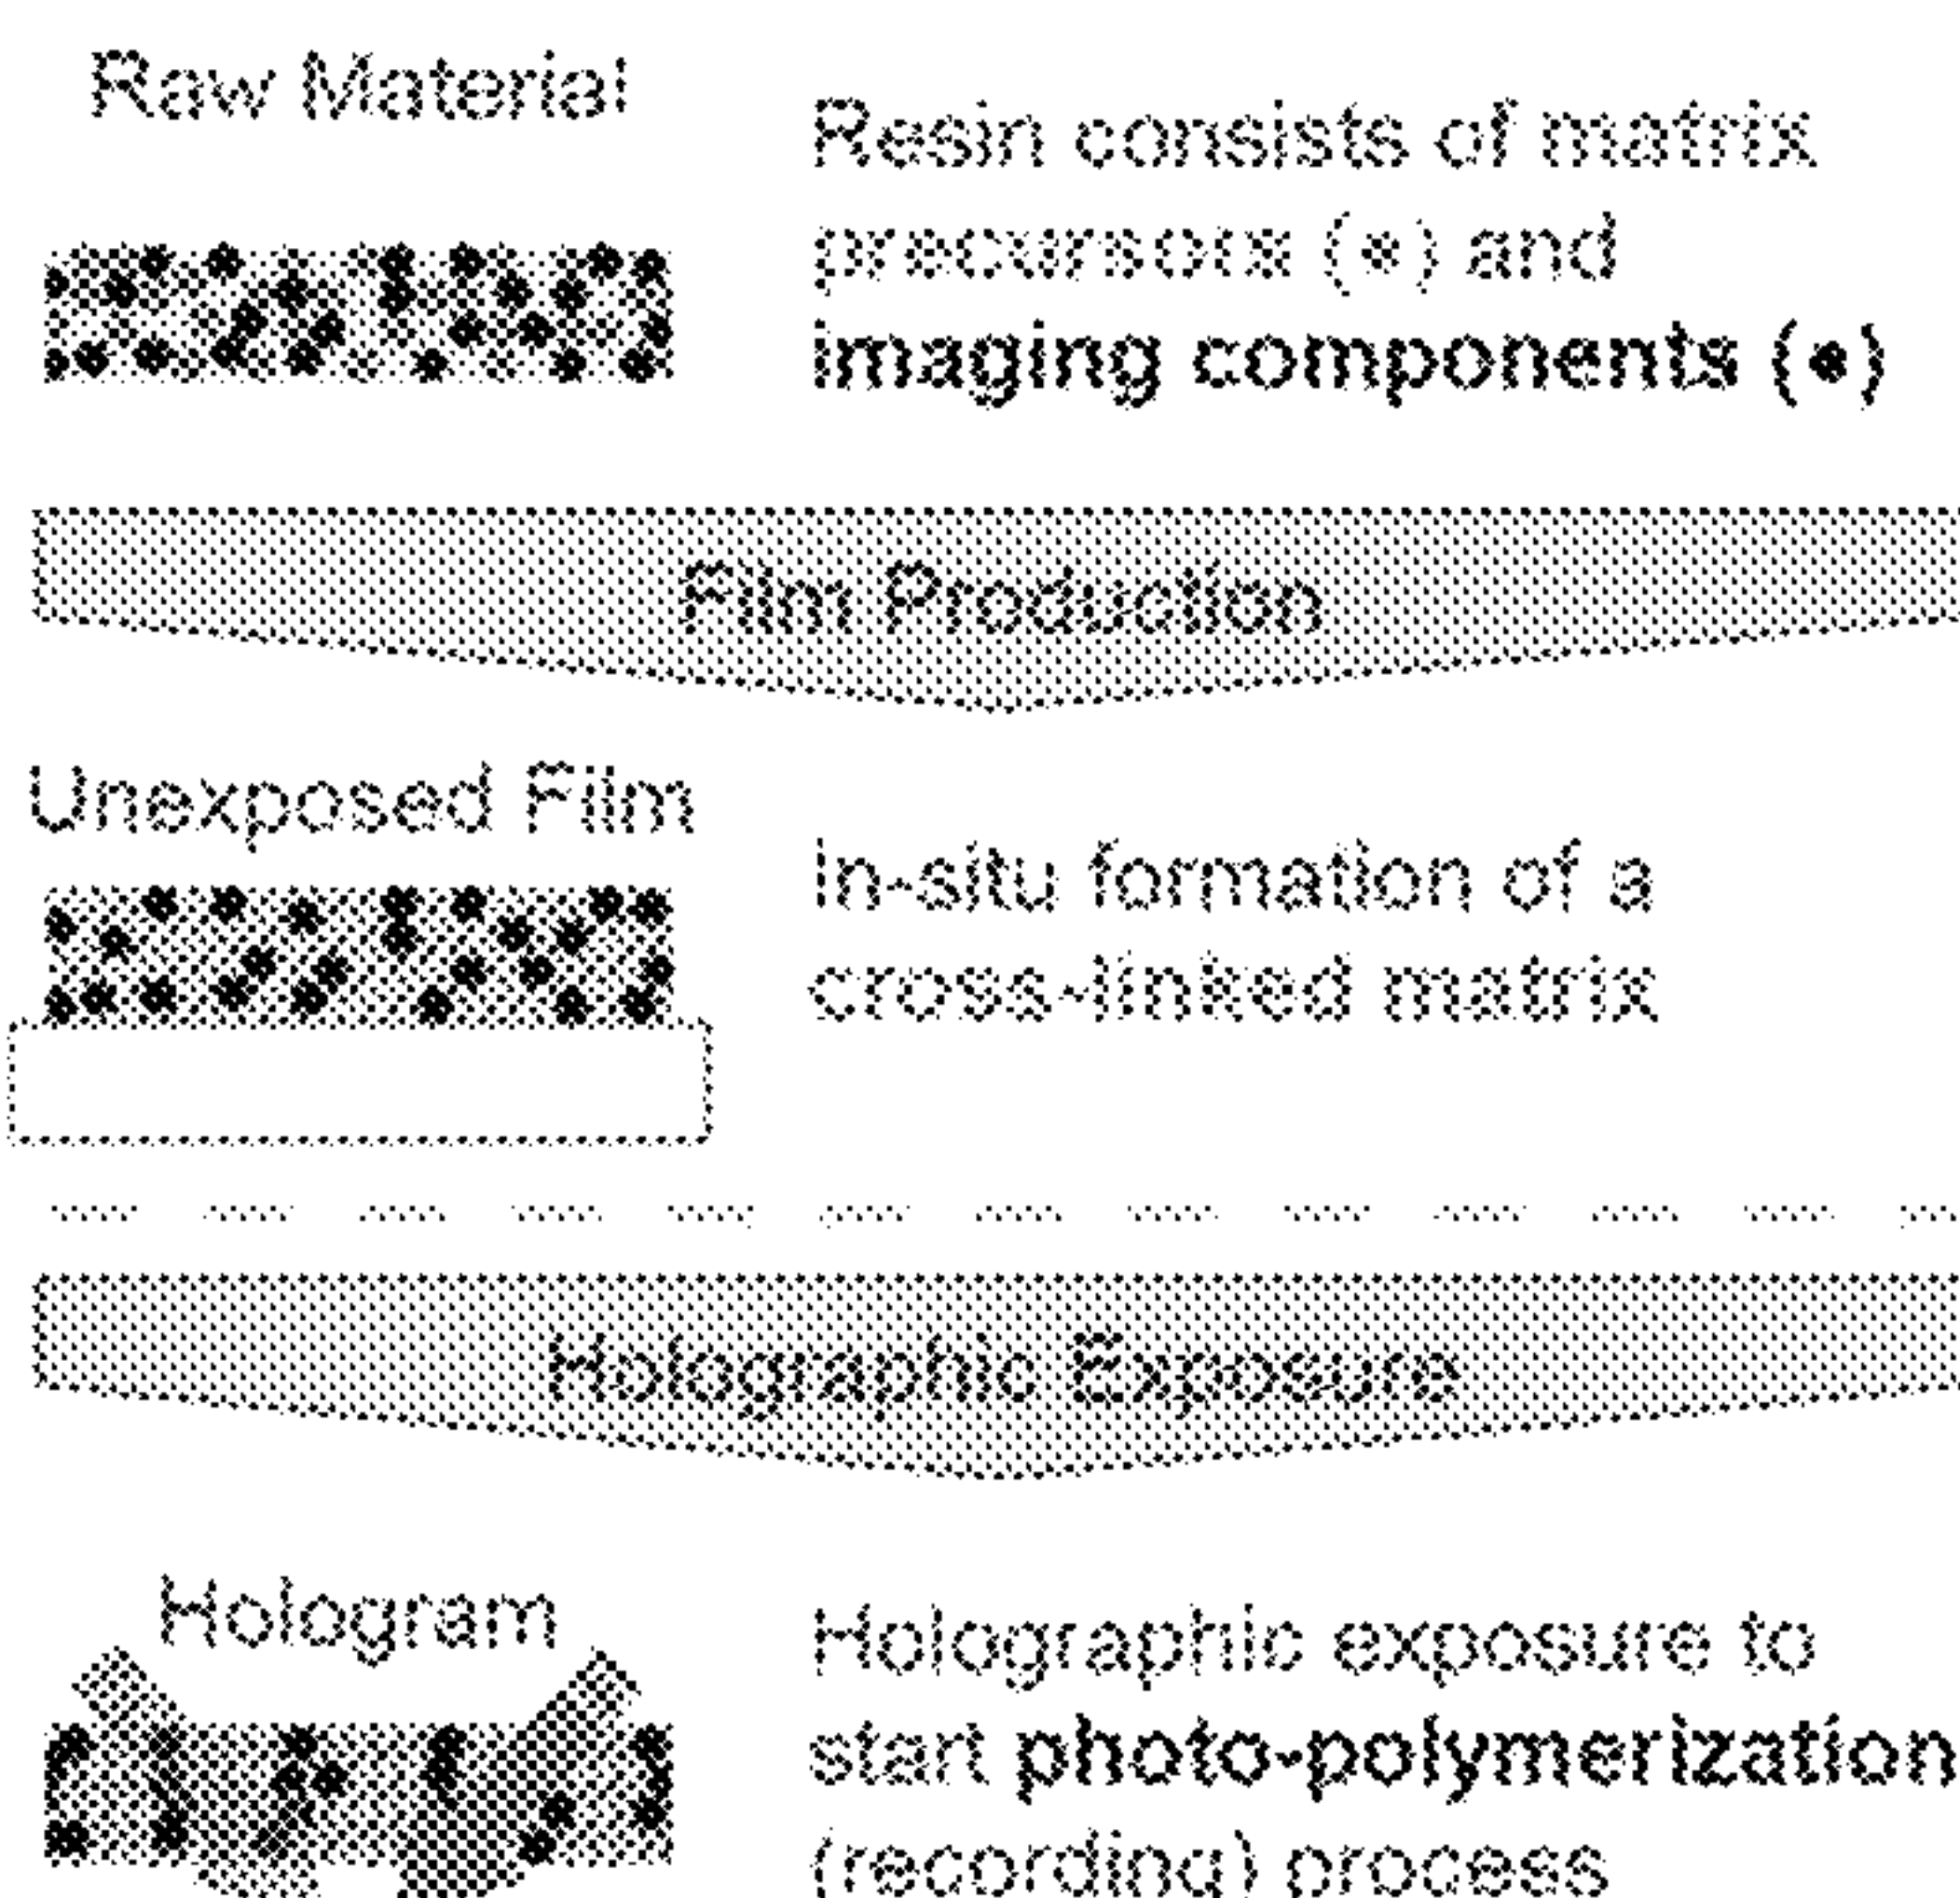 Raw Material
Resin consists of matrix
precursors (•) and
imaging components (•)
Film Production
Unexposed Film
In-situ formation of a
cross-linked matrix
Holographic Exposure
Hologram
Holographic exposure to
start photo-polymerization
(recording) process